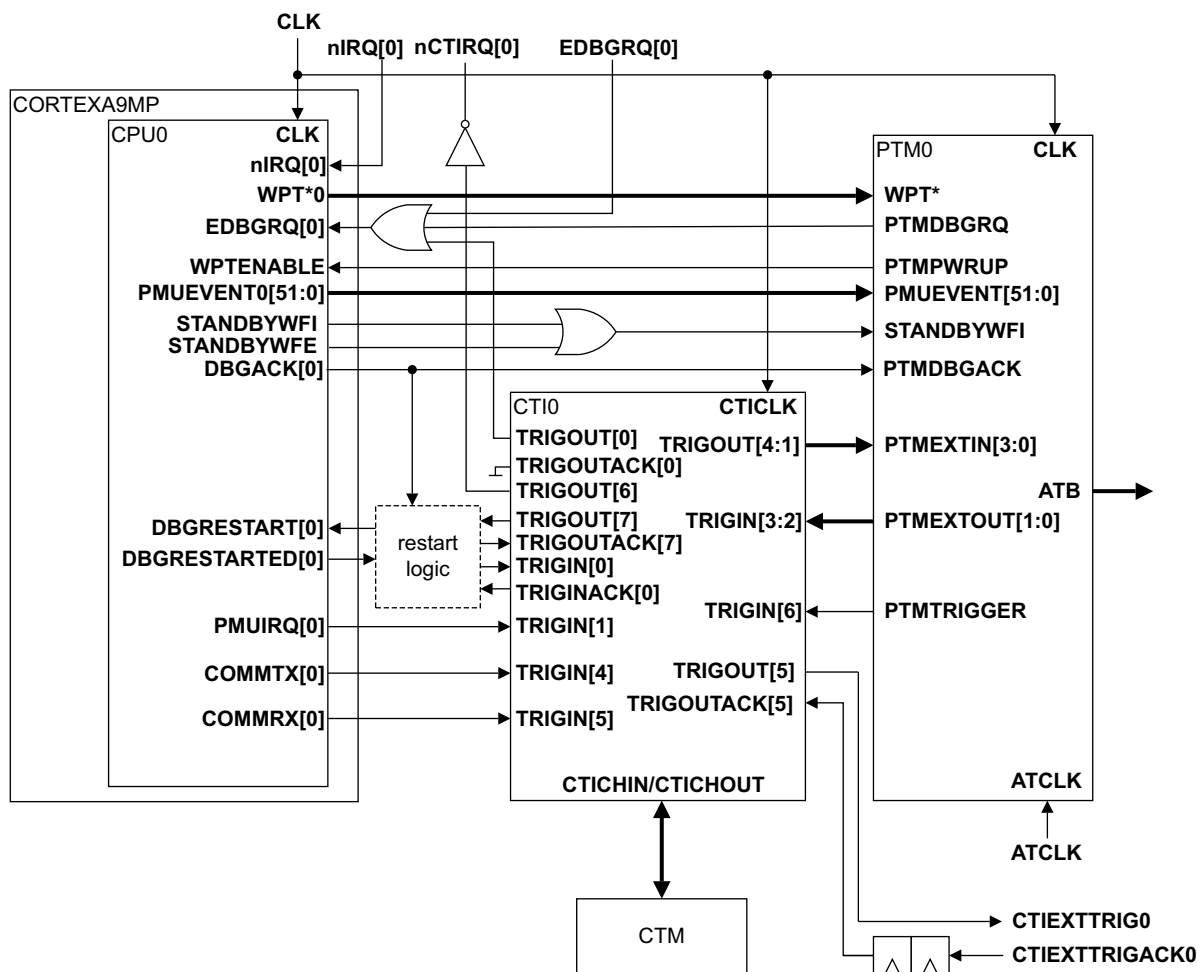 CLK
nIRQ[0] nCTIRQ[0] EDBGRQ[0]
CORTEXA9MP
CPU0 CLK
nIRQ[0]
WPT*0
EDBGRQ[0]
WPTENABLE
PMUEVENT0[51:0]
STANDBYWFI
STANDBYWFE
DBGACK[0]
DBGRESTART[0]
DBGRESTARTED[0]
PMUIRQ[0]
COMMTX[0]
COMMRX[0]
restart
logic
CTI0 CTICLK
TRIGOUT[0]
TRIGOUTACK[0]
TRIGOUT[6]
TRIGOUT[7]
TRIGOUTACK[7]
TRIGIN[0]
TRIGINACK[0]
TRIGIN[1]
TRIGIN[4]
TRIGIN[5]
TRIGOUT[4:1]
TRIGIN[3:2]
TRIGIN[6]
TRIGOUT[5]
TRIGOUTACK[5]
CTICHIN/CTICHOUT
CTM
PTM0 CLK
WPT*
PTMDBGRQ
PTMPWRUP
PMUEVENT[51:0]
STANDBYWFI
PTMDBGACK
PTMEXTIN[3:0]
ATB
PTMEXTOUT[1:0]
PTMTRIGGER
ATCLK
ATCLK
CTIEXTTRIG0
CTIEXTTRIGACK0